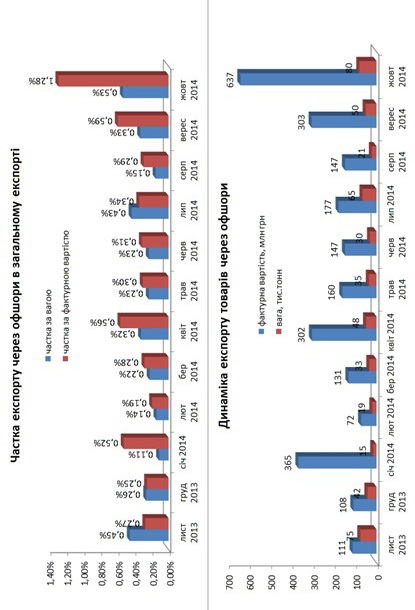 Частка експорту через офшори в загальному експорті
частка за вагою
частка за фактурною вартістю
1,40%
1,20%
1,00%
0,80%
0,60%
0,40%
0,20%
0,00%
0,45% 0,27%
0,26% 0,25%
0,11% 0,52%
0,14% 0,19%
0,22% 0,28%
0,32% 0,56%
0,23% 0,30%
0,23% 0,31%
0,43% 0,34%
0,15% 0,29%
0,33% 0,59%
0,53% 1,28%
лист 2013
груд 2013
січ 2014
лют 2014
бер 2014
квіт 2014
трав 2014
черв 2014
лип 2014
серп 2014
верес 2014
жовт 2014
Динаміка експорту товарів через офшори
фактурна вартість, млн грн
вага, тис.тонн
700
600
500
400
300
200
100
0
111 75
108 42
365 15
72 19
131 33
302 48
160 35
147 30
177 65
147 21
303 50
637 80
лист 2013
груд 2013
січ 2014
лют 2014
бер 2014
квіт 2014
трав 2014
черв 2014
лип 2014
серп 2014
верес 2014
жовт 2014